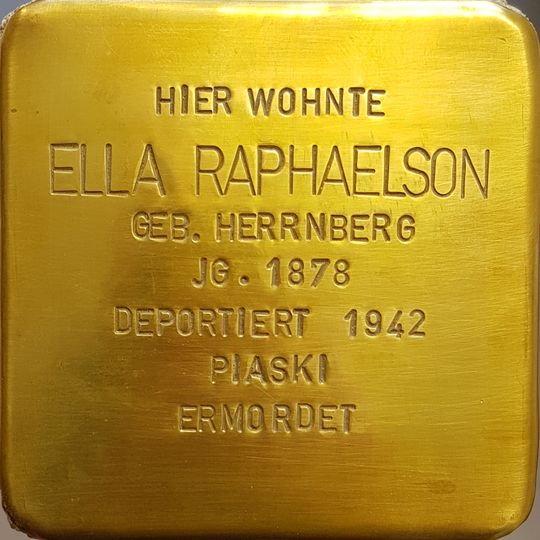 HIER WOHNTE
ELLA RAPHAELSON
GEB. HERRNBERG
JG. 1878
DEPORTIERT 1942
PIASKI
ERMORDET